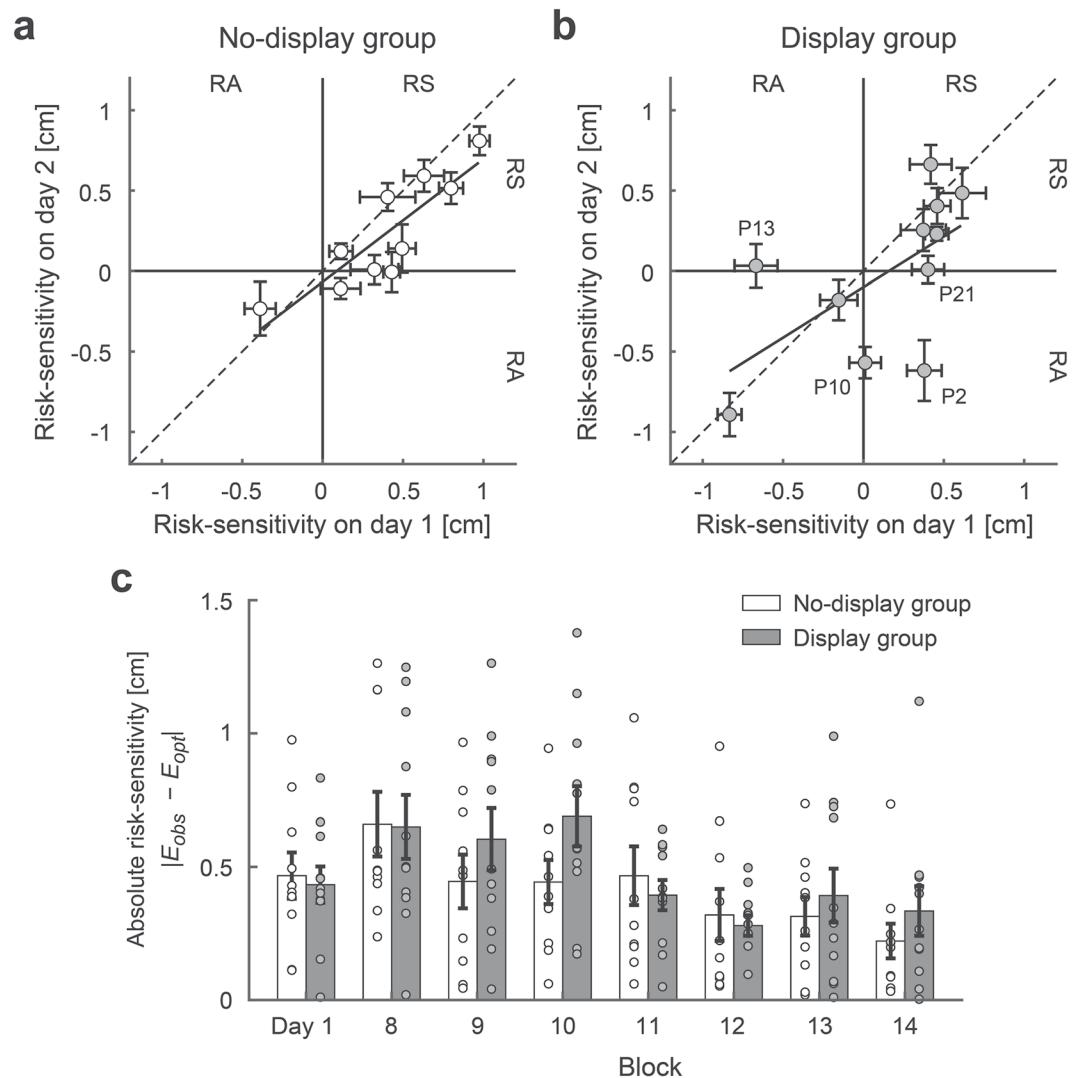 a
No-display group
RA
RS
RS
RA
1
0.5
0
-0.5
-1
Risk-sensitivity on day 2 [cm]
-1
-0.5
0
0.5
1
Risk-sensitivity on day 1 [cm]
b
Display group
RA
RS
RS
RA
P13
P21
P10
P2
1
0.5
0
-0.5
-1
Risk-sensitivity on day 2 [cm]
-1
-0.5
0
0.5
1
Risk-sensitivity on day 1 [cm]
c
No-display group
Display group
1.5
1
0.5
0
Absolute risk-sensitivity [cm]
|E_obs − E_opt|
Day 1
8
9
10
11
12
13
14
Block